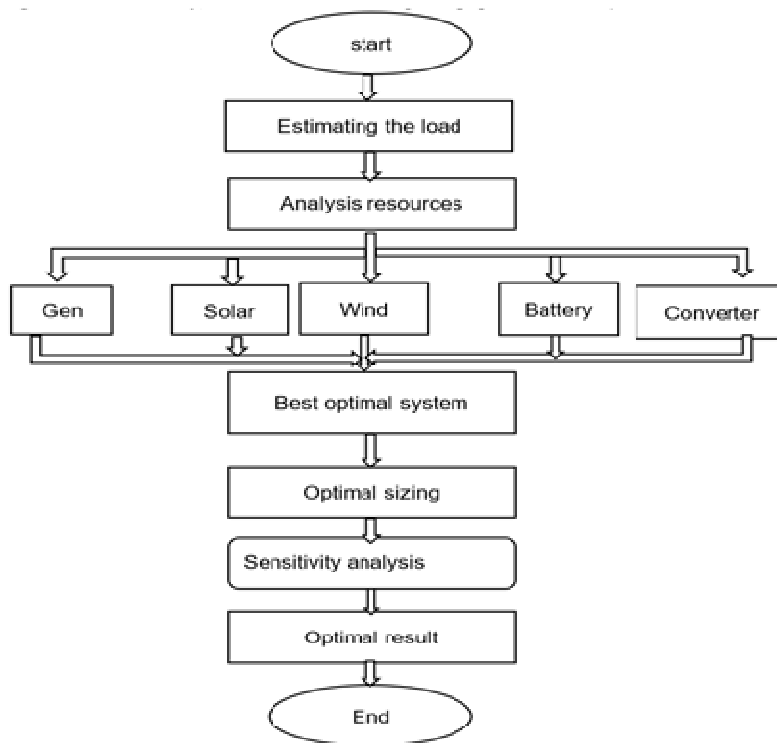 start
Estimating the load
Analysis resources
Gen
Solar
Wind
Battery
Converter
Best optimal system
Optimal sizing
Sensitivity analysis
Optimal result
End